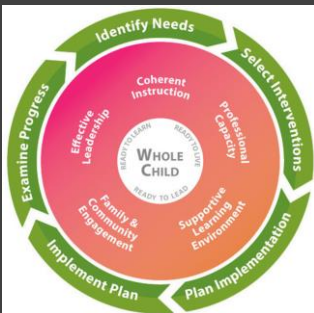 Identify Needs
Select Interventions
Plan Implementation
Implement Plan
Examine Progress
Coherent
Instruction
Professional
Capacity
Supportive
Learning
Environment
Family &
Community
Engagement
Effective
Leadership
READY TO LEARN
READY TO LIVE
READY TO LEAD
WHOLE
CHILD